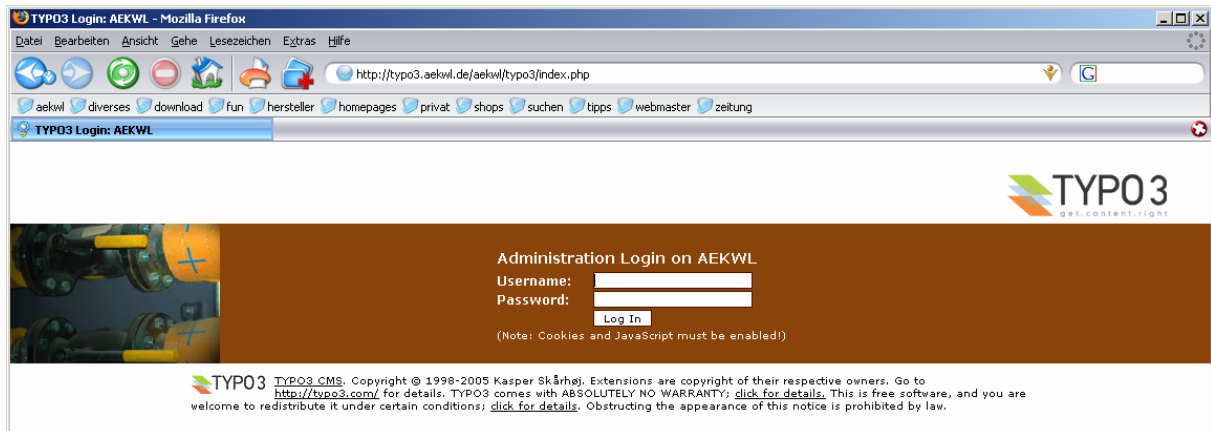 TYPO3 Login: AEKWL - Mozilla Firefox
Datei Bearbeiten Ansicht Gehe Lesezeichen Extras Hilfe
http://typo3.aekwl.de/aekwl/typo3/index.php
G
aekwl diverses download fun hersteller homepages privat shops suchen tipps webmaster zeitung
TYPO3 Login: AEKWL
TYPO3
get.content.right
Administration Login on AEKWL
Username:
Password:
Log In
(Note: Cookies and JavaScript must be enabled!)
TYPO3 TYPO3 CMS. Copyright © 1998-2005 Kasper Skårhøj. Extensions are copyright of their respective owners. Go to
http://typo3.com/ for details. TYPO3 comes with ABSOLUTELY NO WARRANTY; click for details. This is free software, and you are
welcome to redistribute it under certain conditions; click for details. Obstructing the appearance of this notice is prohibited by law.